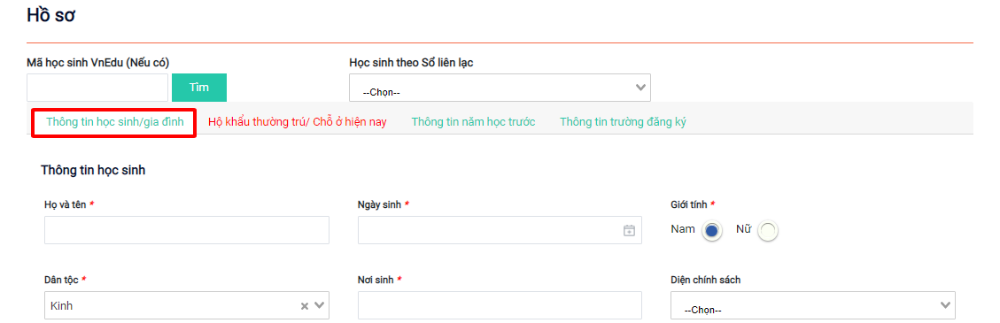 Hồ sơ
Mã học sinh VnEdu (Nếu có)
Học sinh theo Sổ liên lạc
Tìm
--Chọn--
Thông tin học sinh/gia đình
Hộ khẩu thường trú/ Chỗ ở hiện nay
Thông tin năm học trước
Thông tin trường đăng ký
Thông tin học sinh
Họ và tên *
Ngày sinh *
Giới tính *
Nam
Nữ
Dân tộc *
Nơi sinh *
Diện chính sách
Kinh
--Chọn--